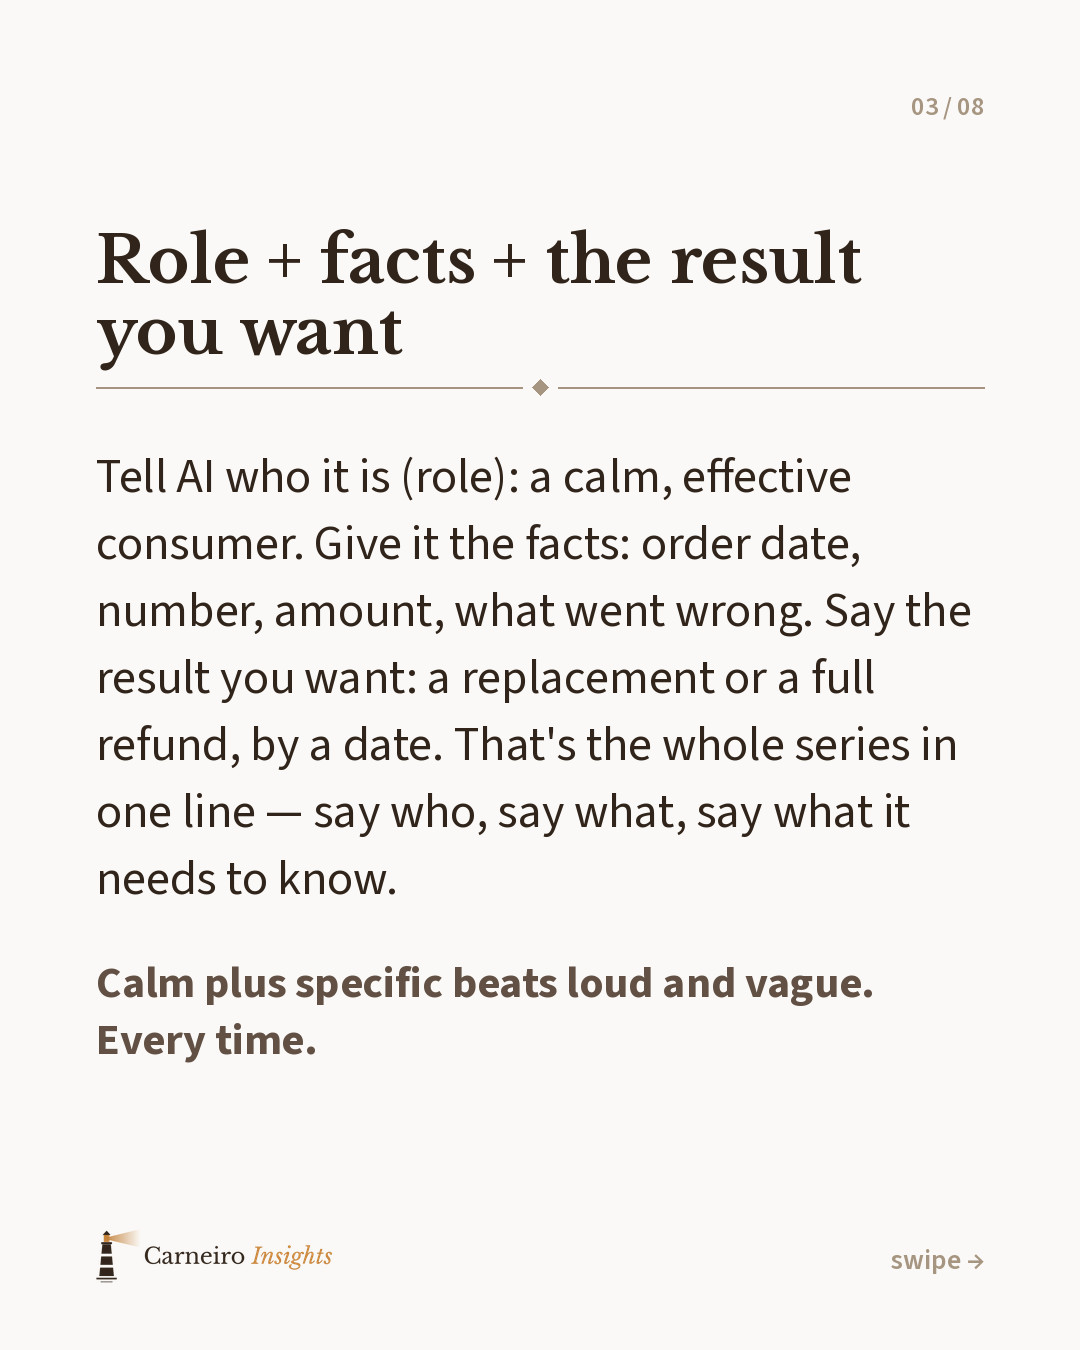 03 / 08
Role + facts + the result
you want
Tell AI who it is (role): a calm, effective
consumer. Give it the facts: order date,
number, amount, what went wrong. Say the
result you want: a replacement or a full
refund, by a date. That's the whole series in
one line — say who, say what, say what it
needs to know.
Calm plus specific beats loud and vague.
Every time.
Carneiro Insights
swipe →